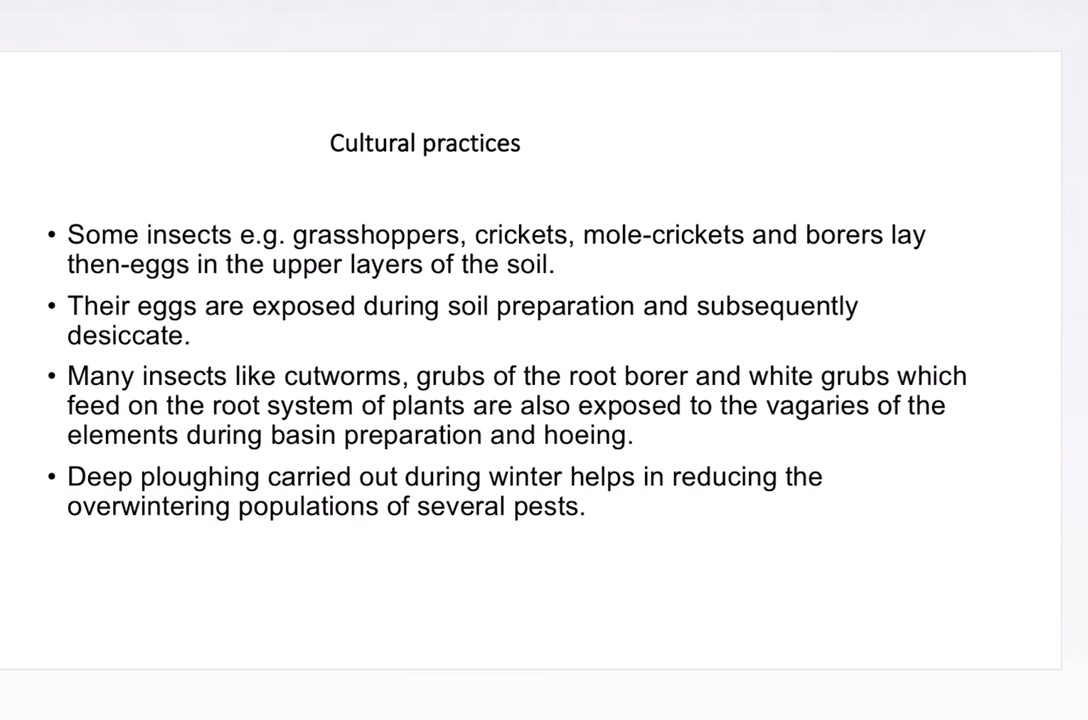 Cultural practices
• Some insects e.g. grasshoppers, crickets, mole-crickets and borers lay
then-eggs in the upper layers of the soil.
• Their eggs are exposed during soil preparation and subsequently
desiccate.
• Many insects like cutworms, grubs of the root borer and white grubs which
feed on the root system of plants are also exposed to the vagaries of the
elements during basin preparation and hoeing.
• Deep ploughing carried out during winter helps in reducing the
overwintering populations of several pests.